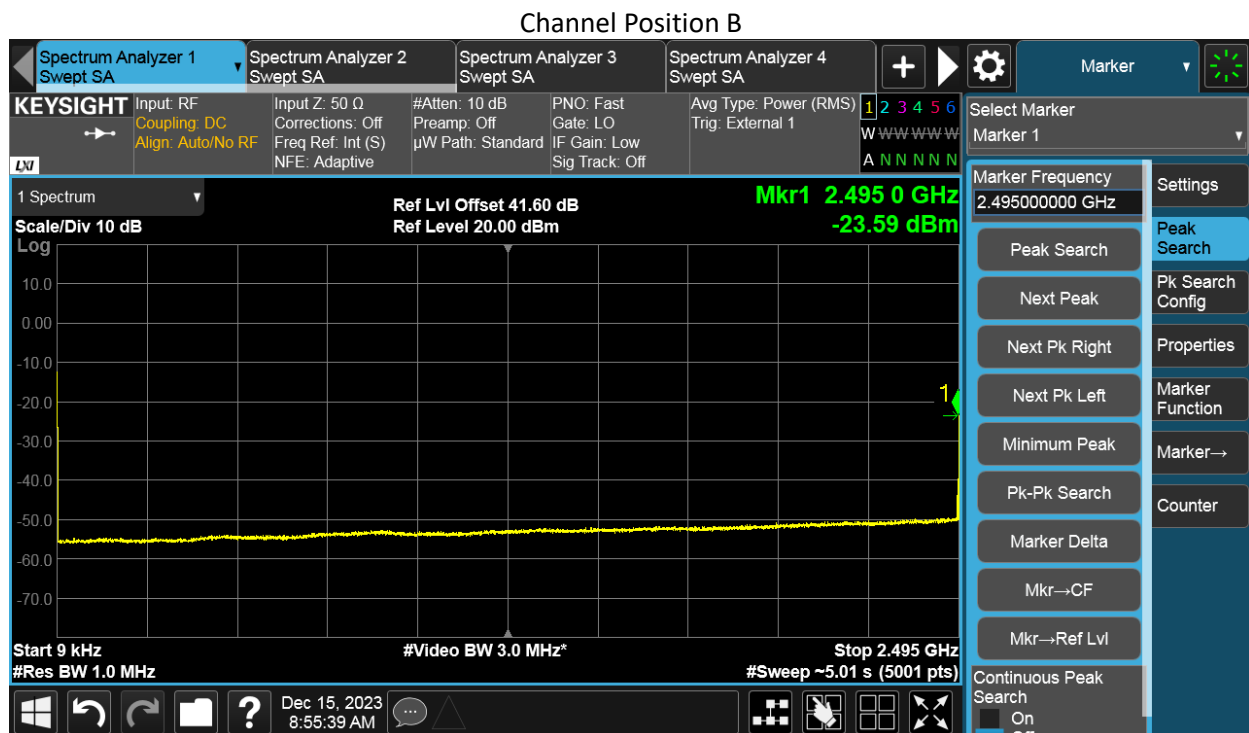 Channel Position B
Spectrum Analyzer 1
Swept SA
Spectrum Analyzer 2
Swept SA
Spectrum Analyzer 3
Swept SA
Spectrum Analyzer 4
Swept SA
+
Marker
KEYSIGHT
LXI
Input: RF
Coupling: DC
Align: Auto/No RF
Input Z: 50 Ω
Corrections: Off
Freq Ref: Int (S)
NFE: Adaptive
#Atten: 10 dB
Preamp: Off
µW Path: Standard
PNO: Fast
Gate: LO
IF Gain: Low
Sig Track: Off
Avg Type: Power (RMS)
Trig: External 1
1 2 3 4 5 6
W W W W W W
A N N N N N
Select Marker
Marker 1
1 Spectrum
Scale/Div 10 dB
Log
Ref Lvl Offset 41.60 dB
Ref Level 20.00 dBm
Mkr1 2.495 0 GHz
-23.59 dBm
10.0
0.00
-10.0
-20.0
-30.0
-40.0
-50.0
-60.0
-70.0
1
Start 9 kHz
#Res BW 1.0 MHz
#Video BW 3.0 MHz*
Stop 2.495 GHz
#Sweep ~5.01 s (5001 pts)
Marker Frequency
2.495000000 GHz
Peak Search
Next Peak
Next Pk Right
Next Pk Left
Minimum Peak
Pk-Pk Search
Marker Delta
Mkr→CF
Mkr→Ref Lvl
Continuous Peak
Search
On
Off
Settings
Peak
Search
Pk Search
Config
Properties
Marker
Function
Marker→
Counter
?
Dec 15, 2023
8:55:39 AM